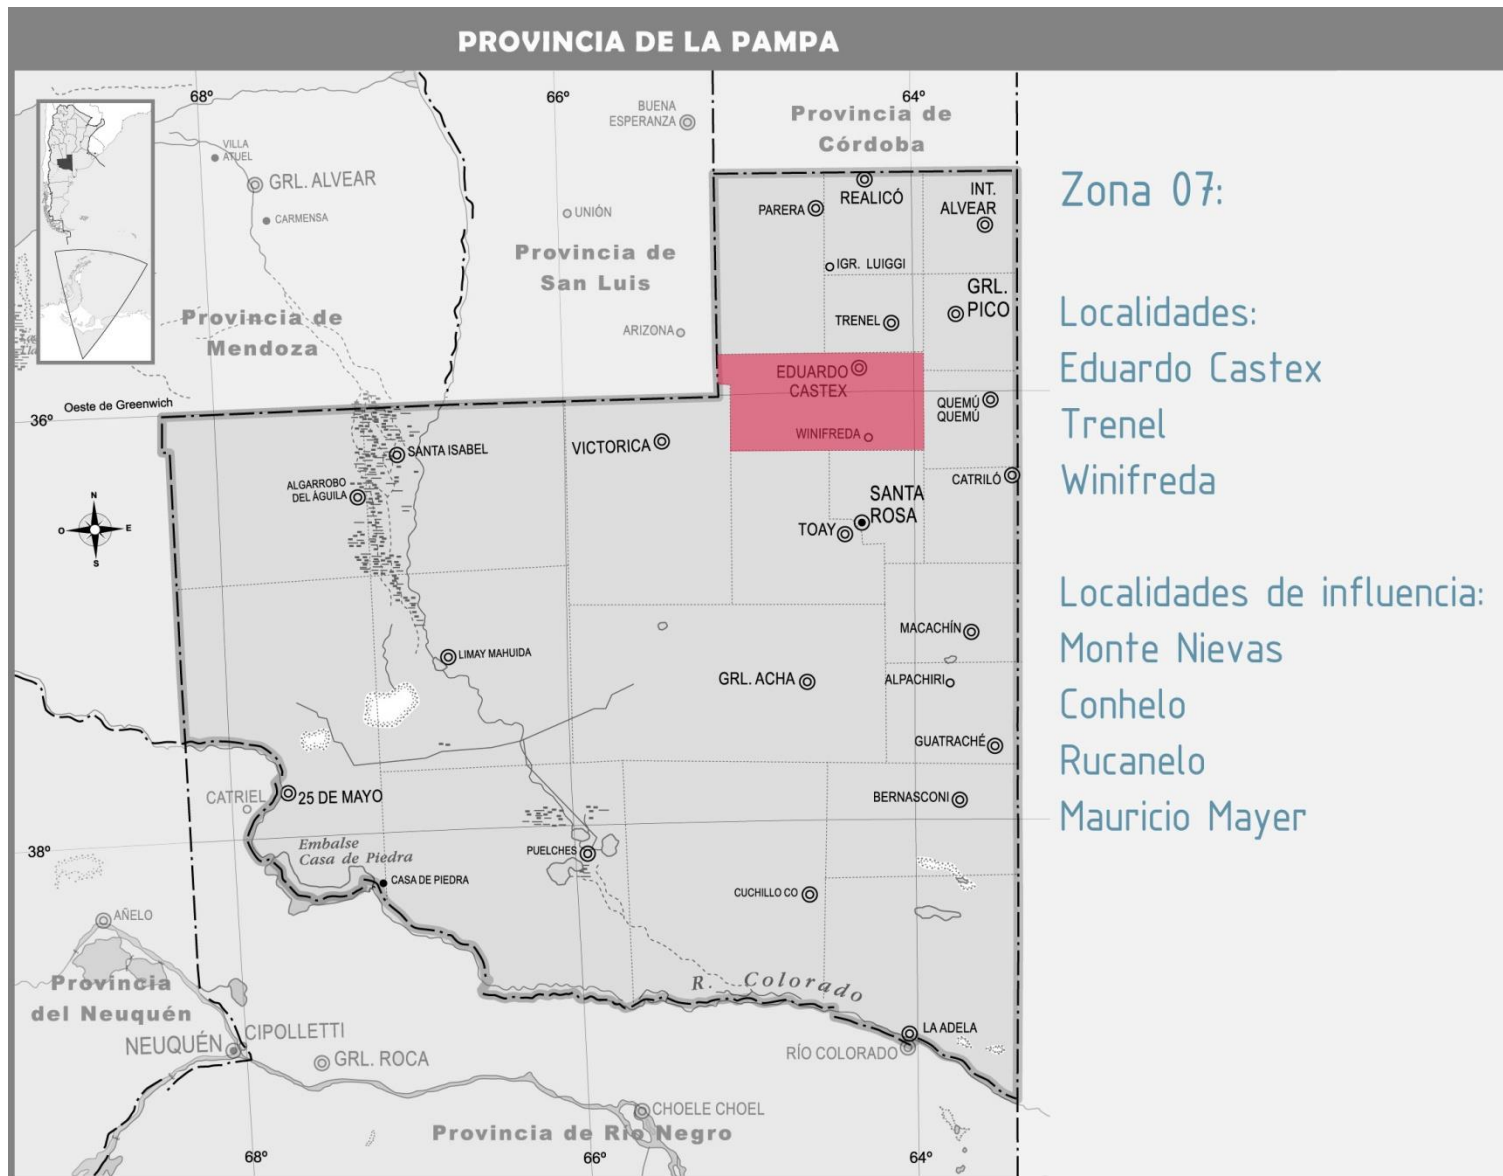 PROVINCIA DE LA PAMPA
68º
66º
64º
BUENA
ESPERANZA
Provincia de
Córdoba
VILLA
ATUEL
GRL. ALVEAR
CARMENSA
UNIÓN
PARERA
REALICÓ
INT.
ALVEAR
Provincia de
San Luis
IGR. LUIGGI
GRL.
PICO
Provincia de
Mendoza
ARIZONA
TRENEL
EDUARDO
CASTEX
Oeste de Greenwich
36º
QUEMÚ
QUEMÚ
WINIFREDA
VICTORICA
SANTA ISABEL
ALGARROBO
DEL ÁGUILA
CATRILÓ
SANTA
ROSA
TOAY
N
O
E
S
MACACHÍN
LIMAY MAHUIDA
GRL. ACHA
ALPACHIRI
GUATRACHÉ
CATRIEL
25 DE MAYO
BERNASCONI
38º
Embalse
Casa de Piedra
PUELCHES
CASA DE PIEDRA
CUCHILLO CO
AÑELO
Provincia
del Neuquén
R. Colorado
LA ADELA
RÍO COLORADO
NEUQUÉN
CIPOLLETTI
GRL. ROCA
CHOELE CHOEL
Provincia de Río Negro
68º
66º
64º
Zona 07:
Localidades:
Eduardo Castex
Trenel
Winifreda
Localidades de influencia:
Monte Nievas
Conhelo
Rucanelo
Mauricio Mayer